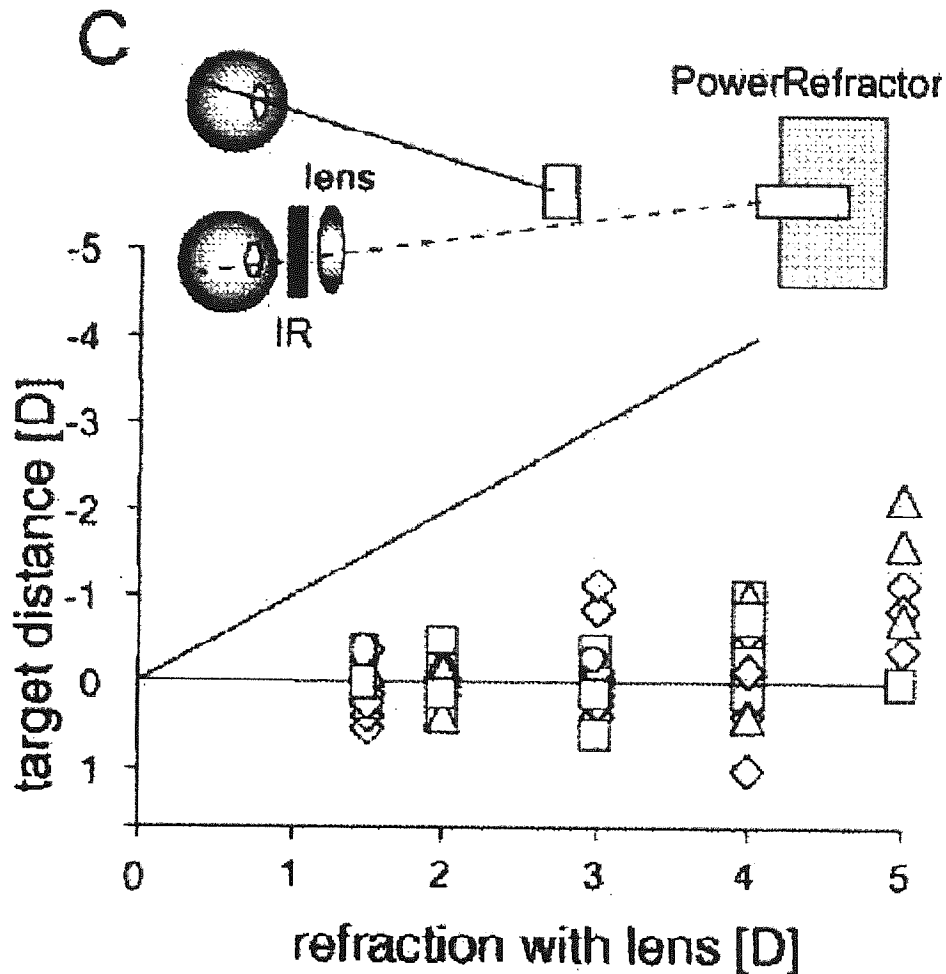 C
PowerRefractor
lens
IR
-5
-4
-3
-2
-1
0
1
target distance [D]
0 1 2 3 4 5
refraction with lens [D]